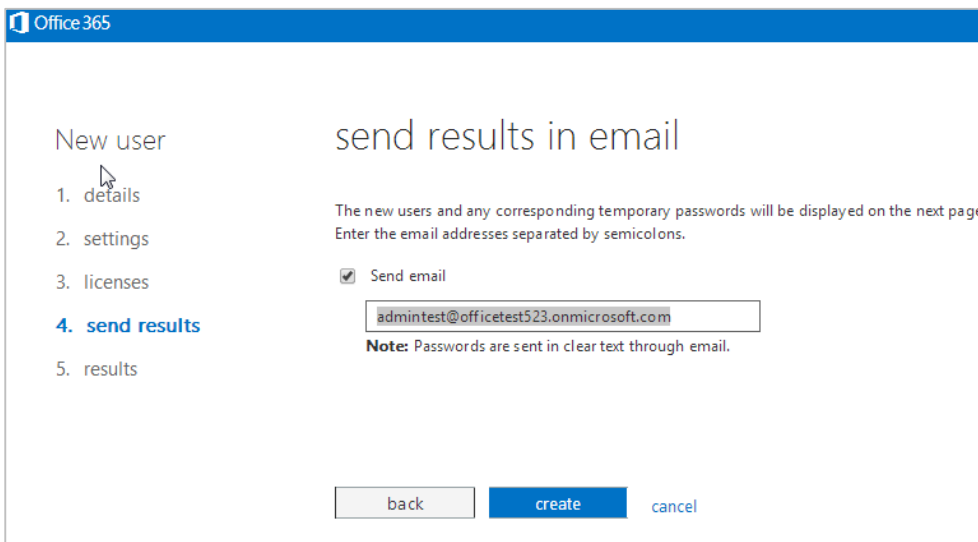 Office 365
New user
1. details
2. settings
3. licenses
4. send results
5. results
send results in email
The new users and any corresponding temporary passwords will be displayed on the next page
Enter the email addresses separated by semicolons.
Send email
admintest@officetest523.onmicrosoft.com
Note: Passwords are sent in clear text through email.
back
create
cancel